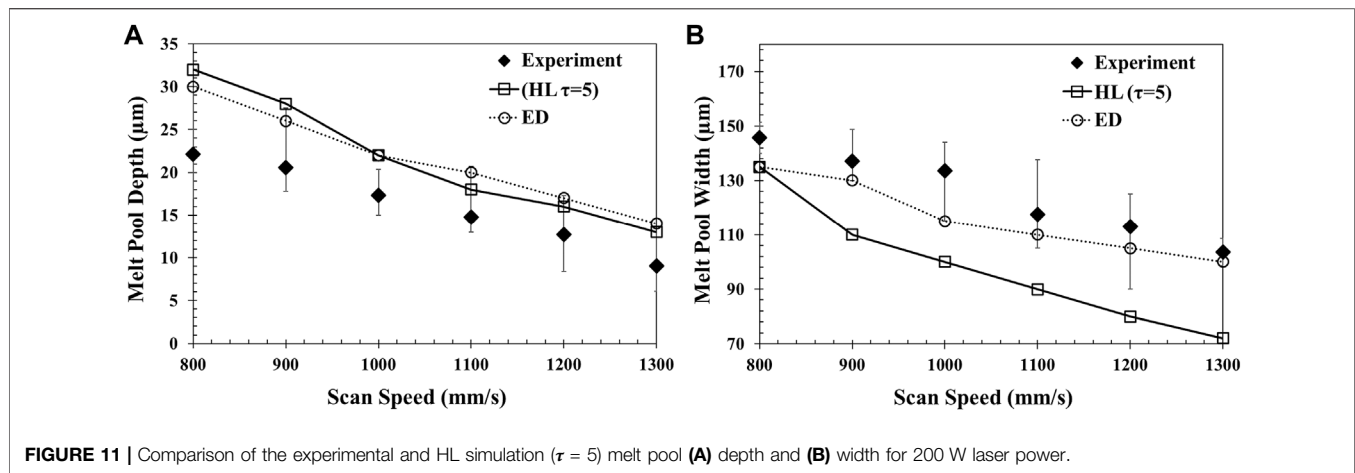 A
35
30
25
20
15
10
5
0
Melt Pool Depth (µm)
Experiment
(HL τ=5)
ED
800 900 1000 1100 1200 1300
Scan Speed (mm/s)
B
170
150
130
110
90
70
Melt Pool Width (µm)
Experiment
HL (τ=5)
ED
800 900 1000 1100 1200 1300
Scan Speed (mm/s)
FIGURE 11 | Comparison of the experimental and HL simulation (τ = 5) melt pool (A) depth and (B) width for 200 W laser power.